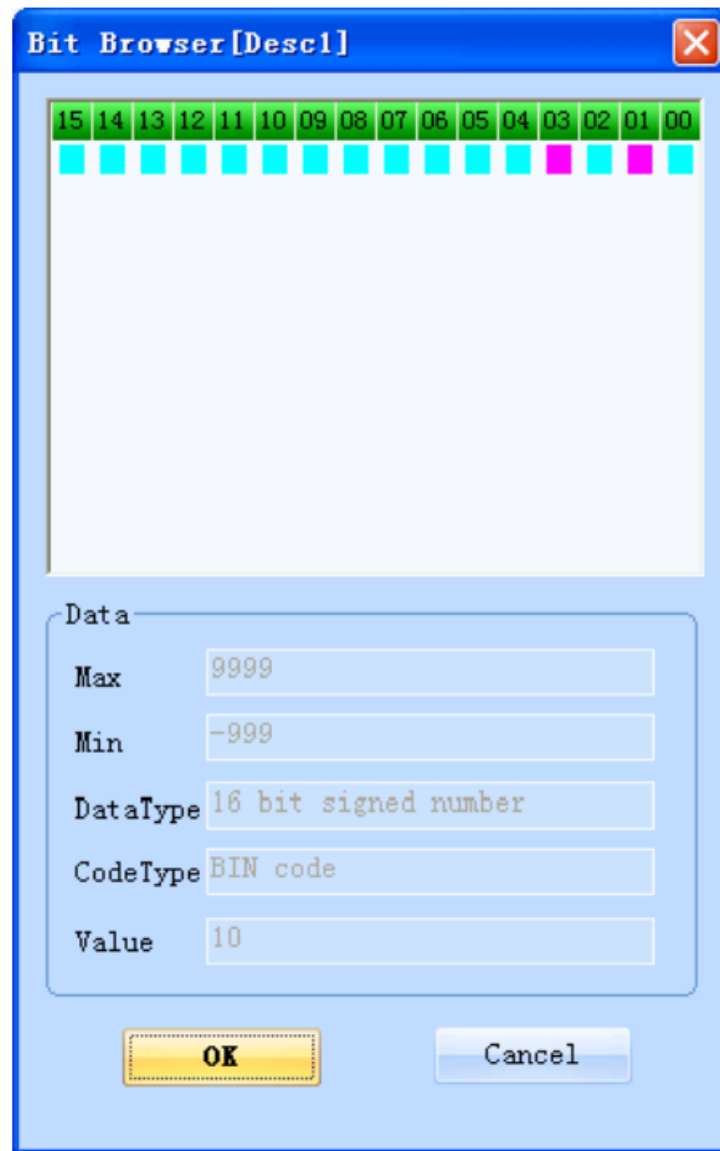 Bit Browser[Desc1]
15 14 13 12 11 10 09 08 07 06 05 04 03 02 01 00
Data
Max 9999
Min -999
DataType 16 bit signed number
CodeType BIN code
Value 10
OK Cancel